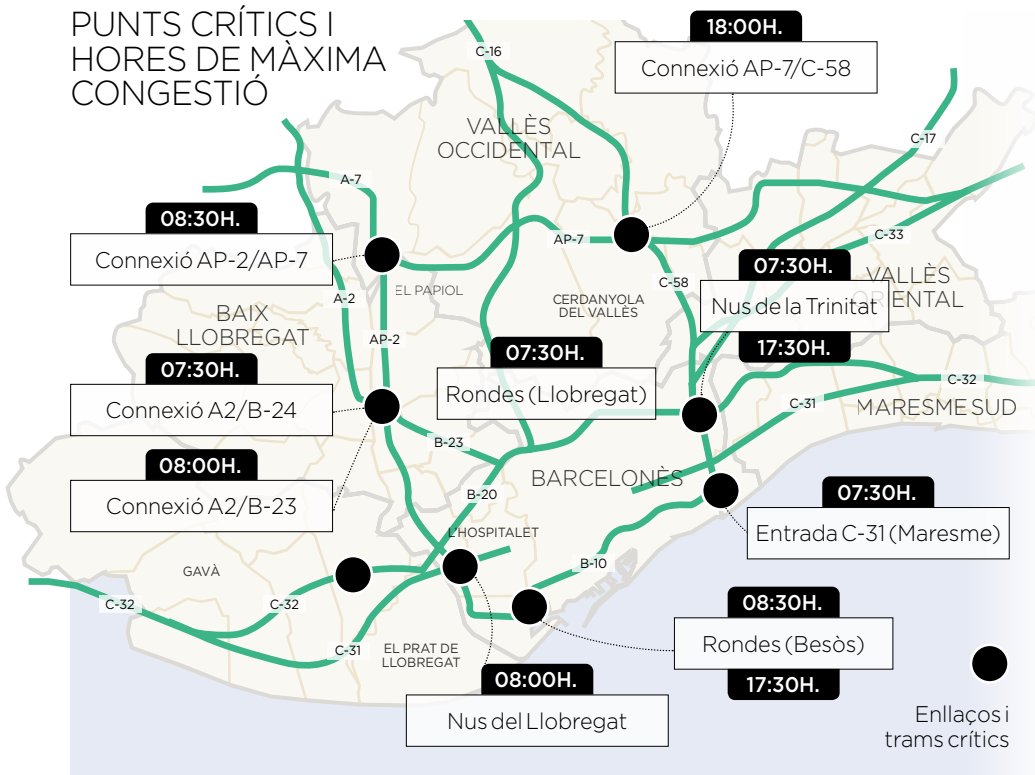 PUNTS CRÍTICS I
HORES DE MÀXIMA
CONGESTIÓ
18:00H.
Connexió AP-7/C-58
C-16
VALLÈS
OCCIDENTAL
C-17
A-7
08:30H.
Connexió AP-2/AP-7
AP-7
C-33
EL PAPIOL
C-58
07:30H.
Nus de la Trinitat
17:30H.
VALLÈS
ORIENTAL
A-2
CERDANYOLA
DEL VALLÈS
BAIX
LLOBREGAT
AP-2
07:30H.
Rondes (Llobregat)
07:30H.
Connexió A2/B-24
C-32
C-31
MARESME SUD
B-23
08:00H.
Connexió A2/B-23
BARCELONÈS
B-20
07:30H.
Entrada C-31 (Maresme)
L'HOSPITALET
B-10
GAVÀ
C-32
C-32
08:30H.
Rondes (Besòs)
17:30H.
C-31
EL PRAT DE
LLOBREGAT
08:00H.
Nus del Llobregat
Enllaços i
trams crítics